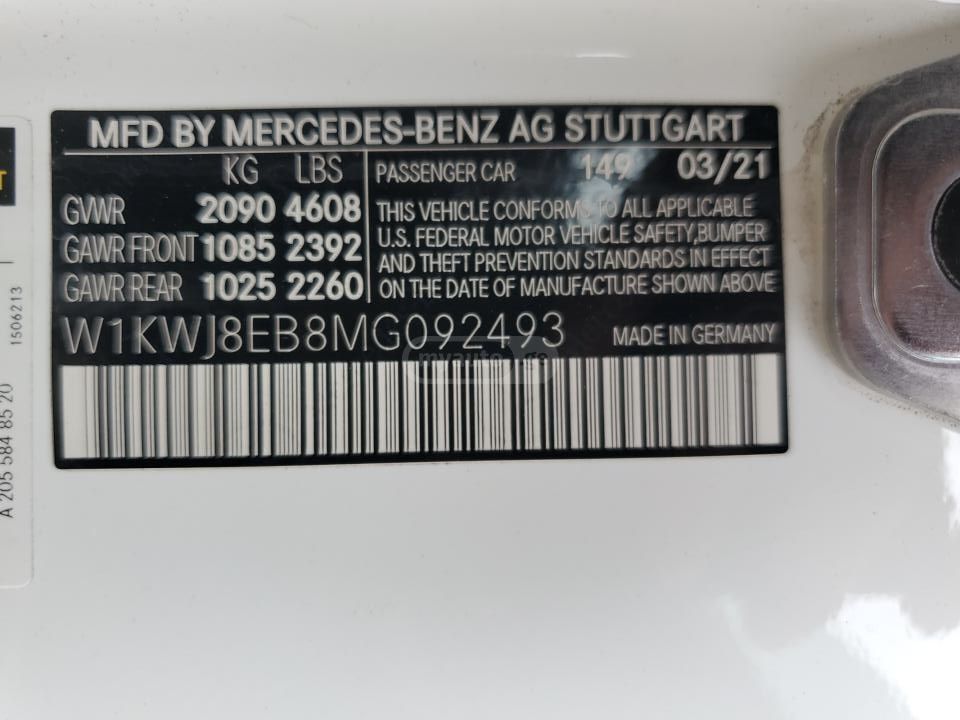 MFD BY MERCEDES-BENZ AG STUTTGART
KG LBS
GVWR 2090 4608
GAWR FRONT 1085 2392
GAWR REAR 1025 2260
PASSENGER CAR 149 03/21
THIS VEHICLE CONFORMS TO ALL APPLICABLE
U.S. FEDERAL MOTOR VEHICLE SAFETY,BUMPER
AND THEFT PREVENTION STANDARDS IN EFFECT
ON THE DATE OF MANUFACTURE SHOWN ABOVE
W1KWJ8EB8MG092493
MADE IN GERMANY
myauto.ge
1506213
A 205 584 85 20